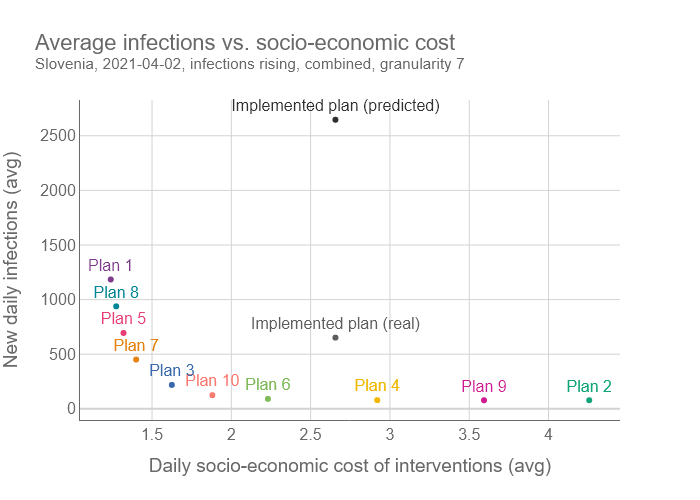 Average infections vs. socio-economic cost
Slovenia, 2021-04-02, infections rising, combined, granularity 7
New daily infections (avg)
2500
2000
1500
1000
500
0
Implemented plan (predicted)
Plan 1
Plan 8
Plan 5
Implemented plan (real)
Plan 7
Plan 3
Plan 10
Plan 6
Plan 4
Plan 9
Plan 2
1.5
2
2.5
3
3.5
4
Daily socio-economic cost of interventions (avg)